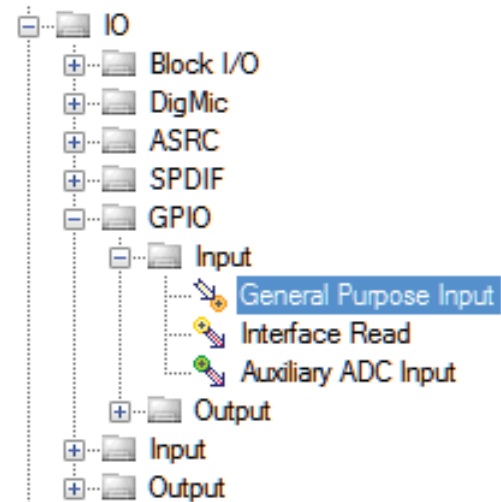 IO
Block I/O
DigMic
ASRC
SPDIF
GPIO
Input
General Purpose Input
Interface Read
Auxiliary ADC Input
Output
Input
Output